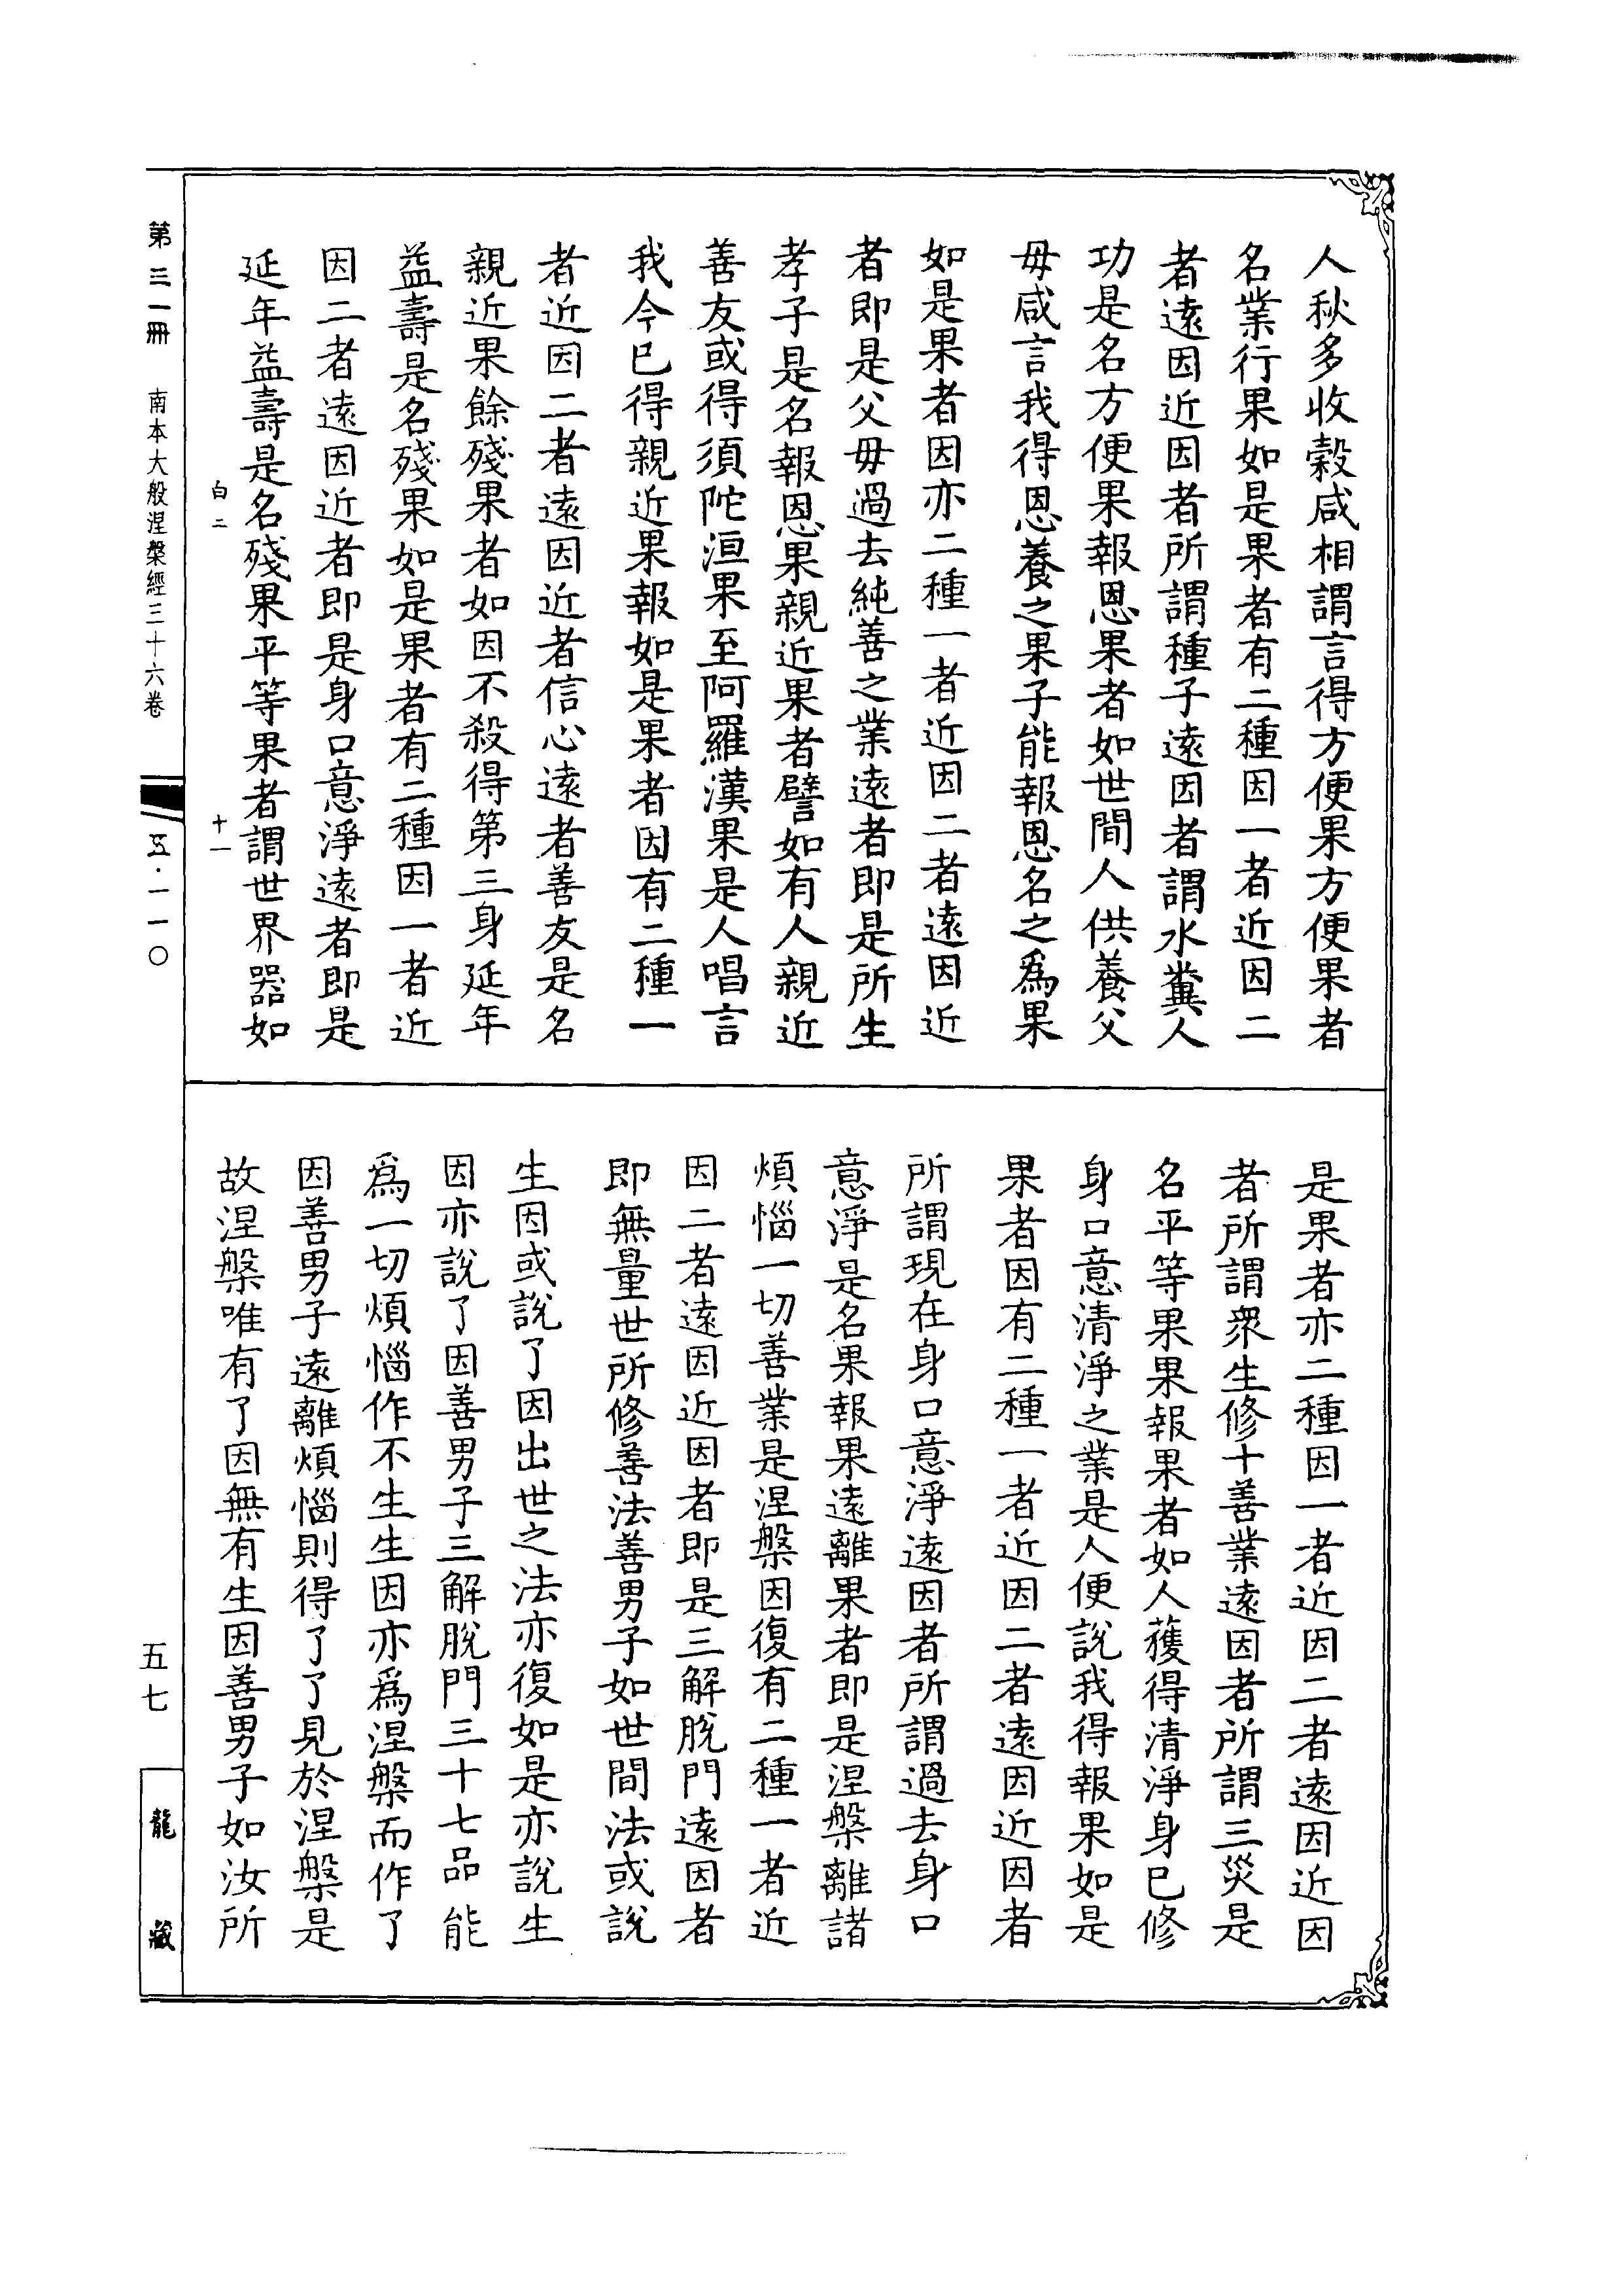 人秋多收穀咸相謂言得方便果方便果者
名業行果如是果者有二種因一者近因二
者遠因近因者所謂種子遠因者謂水糞人
功是名方便果報恩果者如世間人供養父
母咸言我得恩養之果子能報恩名之爲果
如是果者因亦二種一者近因二者遠因近
者即是父母過去純善之業遠者即是所生
孝子是名報恩果親近果者譬如有人親近
善友或得須陀洹果至阿羅漢果是人唱言
我今已得親近果報如是果者因有二種一
者近因二者遠因近者信心遠者善友是名
親近果餘殘果者如因不殺得第三身延年
益壽是名殘果如是果者有二種因一者近
因二者遠因近者即是身口意淨遠者即是
延年益壽是名殘果平等果者謂世界器如
是果者亦二種因一者近因二者遠因近因
者所謂衆生修十善業遠因者所謂三災是
名平等果果報果者如人獲得清淨身已修
身口意清淨之業是人便說我得報果如是
果者因有二種一者近因二者遠因近因者
所謂現在身口意淨遠因者所謂過去身口
意淨是名果報果遠離果者即是涅槃離諸
煩惱一切善業是涅槃因復有二種一者近
因二者遠因近因者即是三解脫門遠因者
即無量世所修善法善男子如世間法或說
生因或說了因出世之法亦復如是亦說生
因亦說了因善男子三解脫門三十七品能
爲一切煩惱作不生生因亦爲涅槃而作了
因善男子遠離煩惱則得了了見於涅槃是
故涅槃唯有了因無有生因善男子如汝所
白二
十一
第三一冊 南本大般涅槃經三十六卷
五·一一〇
五七
龍藏